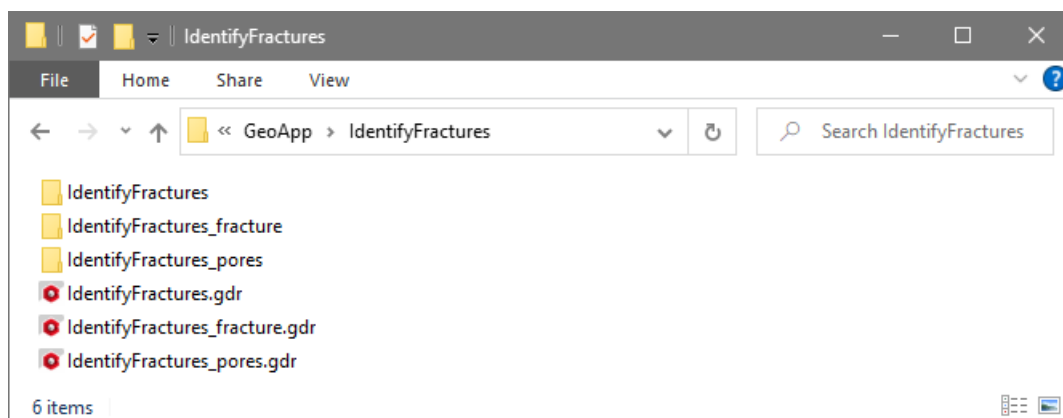 IdentifyFractures
File Home Share View ?
« GeoApp › IdentifyFractures Search IdentifyFractures
IdentifyFractures
IdentifyFractures_fracture
IdentifyFractures_pores
IdentifyFractures.gdr
IdentifyFractures_fracture.gdr
IdentifyFractures_pores.gdr
6 items